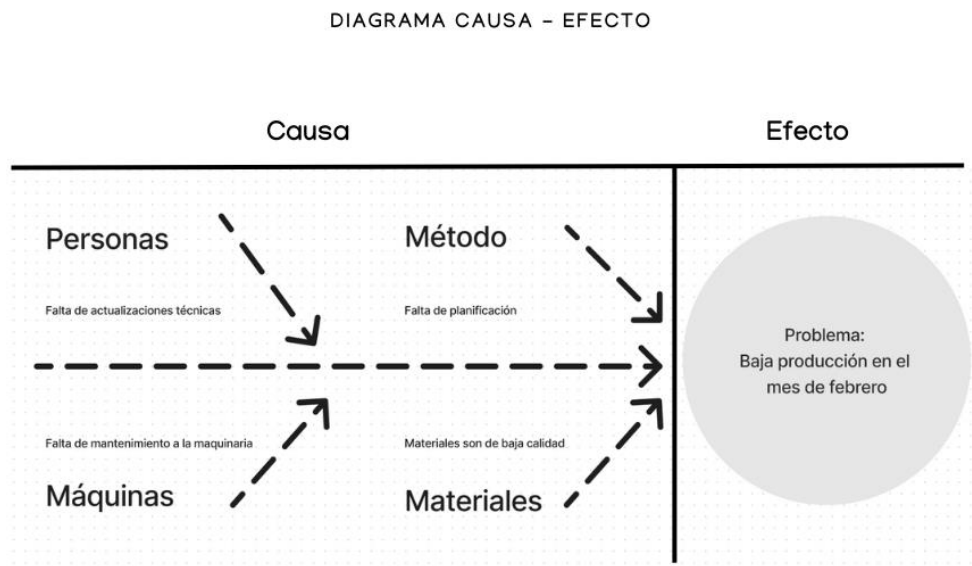 DIAGRAMA CAUSA – EFECTO
Causa
Efecto
Personas
Falta de actualizaciones técnicas
Método
Falta de planificación
Problema:
Baja producción en el
mes de febrero
Falta de mantenimiento a la maquinaria
Máquinas
Materiales son de baja calidad
Materiales